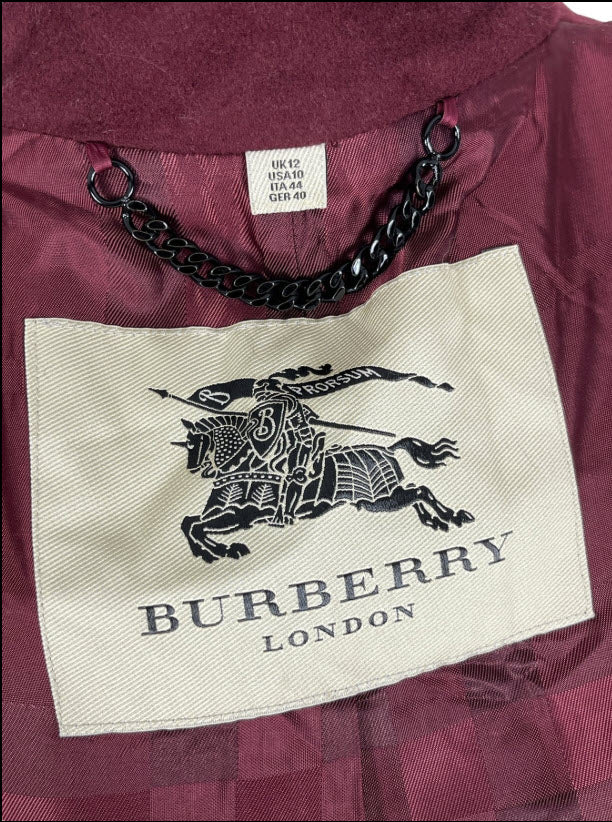 UK12
USA10
ITA 44
GER 40
B PRORSUM
B
BURBERRY
LONDON